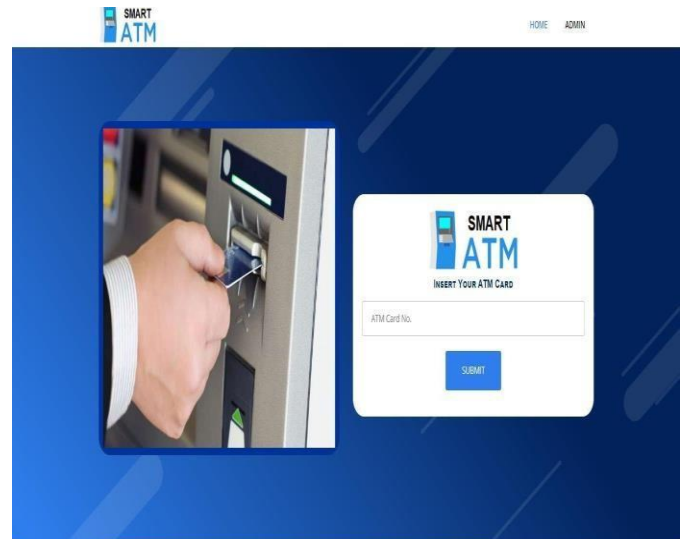 SMART
ATM
HOME ADMIN
SMART
ATM
INSERT YOUR ATM CARD
ATM Card No.
SUBMIT